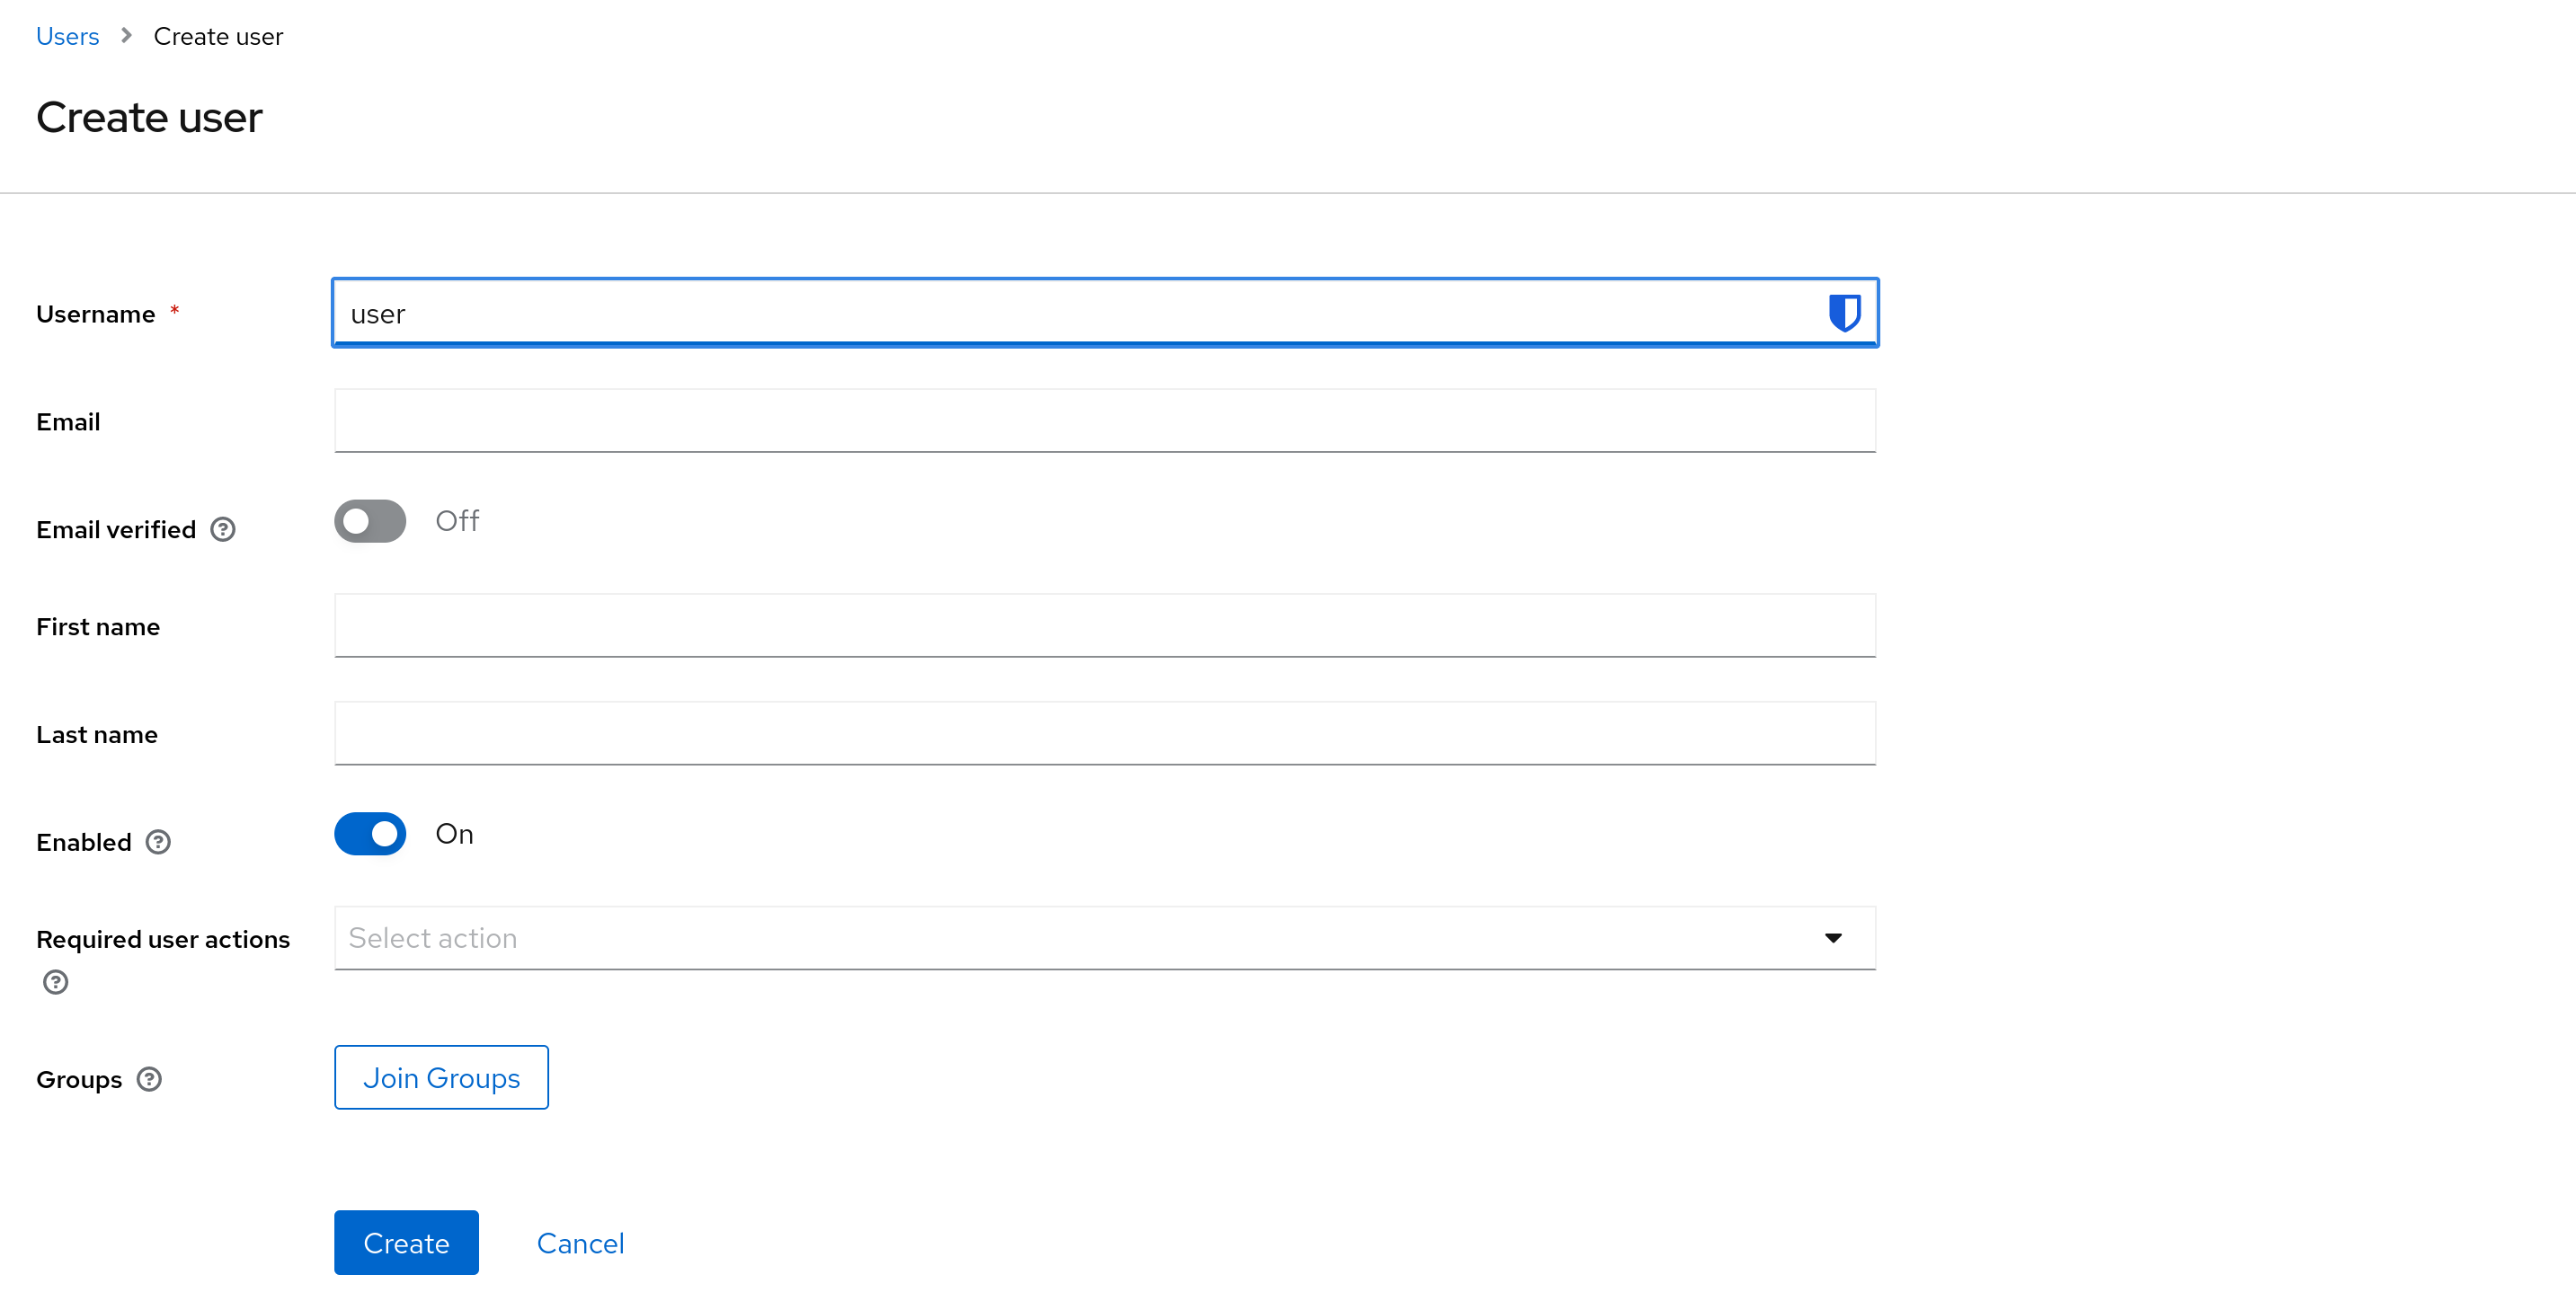 Users > Create user
Create user
Username *
user
Email
Email verified
Off
First name
Last name
Enabled
On
Required user actions
Select action
Groups
Join Groups
Create Cancel